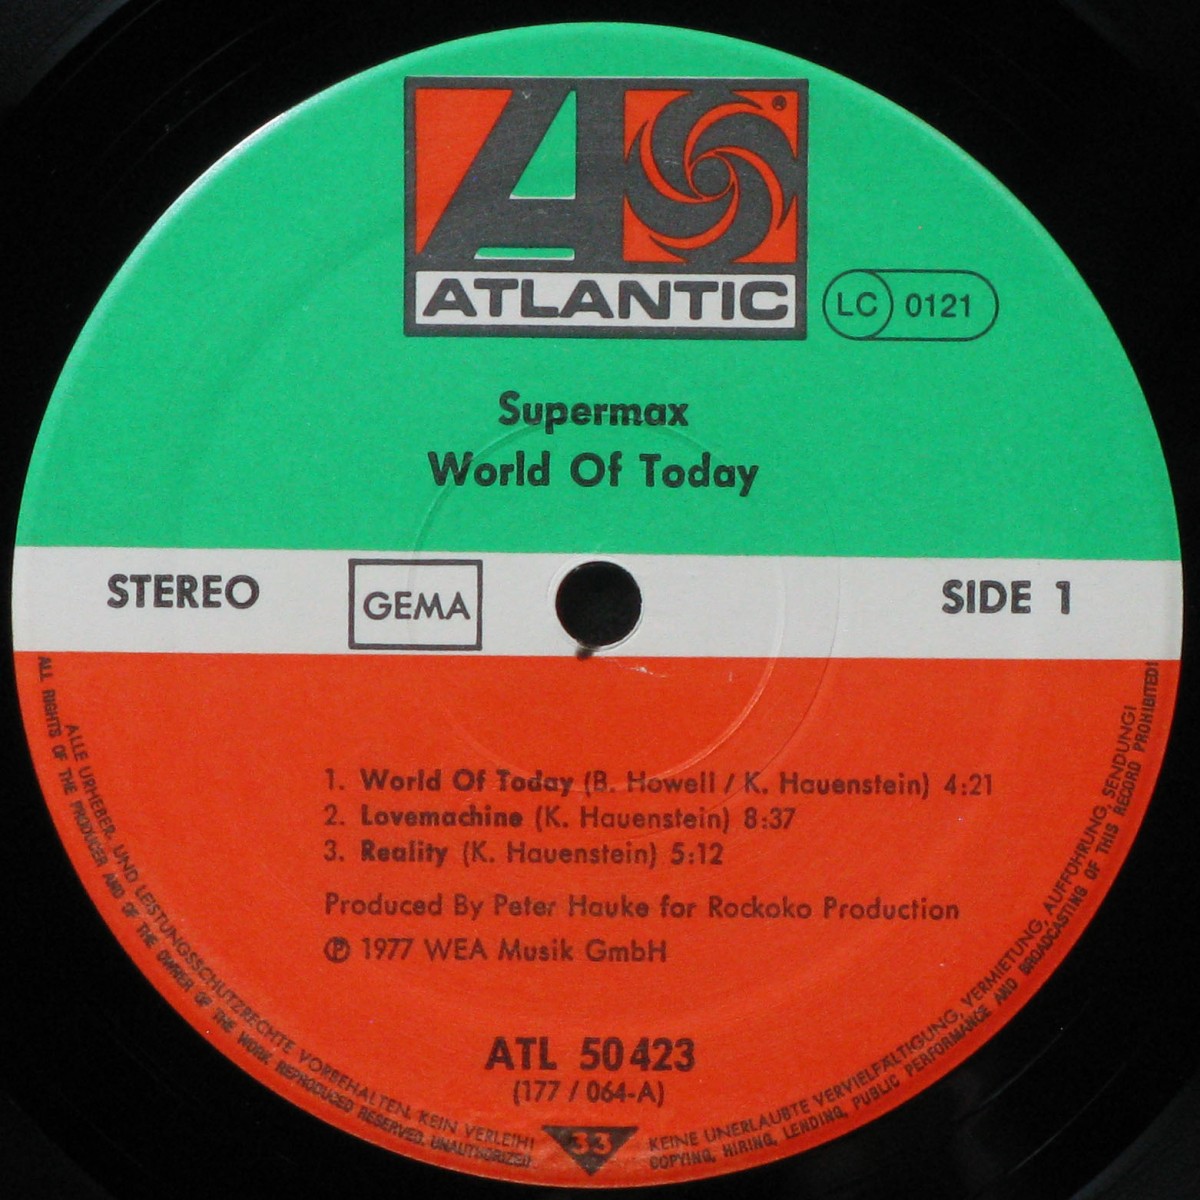 ATLANTIC
®
LC 0121
Supermax
World Of Today
STEREO
GEMA
SIDE 1
1. World Of Today (B. Howell / K. Hauenstein) 4:21
2. Lovemachine (K. Hauenstein) 8:37
3. Reality (K. Hauenstein) 5:12
Produced By Peter Hauke for Rockoko Production
Ⓟ 1977 WEA Musik GmbH
ATL 50 423
(177 / 064-A)
33
ALLE URHEBER- UND LEISTUNGSSCHUTZRECHTE VORBEHALTEN. KEIN VERLEIH!
KEINE UNERLAUBTE VERVIELFÄLTIGUNG, VERMIETUNG, AUFFÜHRUNG, SENDUNG!
ALL RIGHTS OF THE PRODUCER AND OF THE OWNER OF THE WORK REPRODUCED RESERVED. UNAUTHORIZED
COPYING, HIRING, LENDING, PUBLIC PERFORMANCE AND BROADCASTING OF THIS RECORD PROHIBITED!